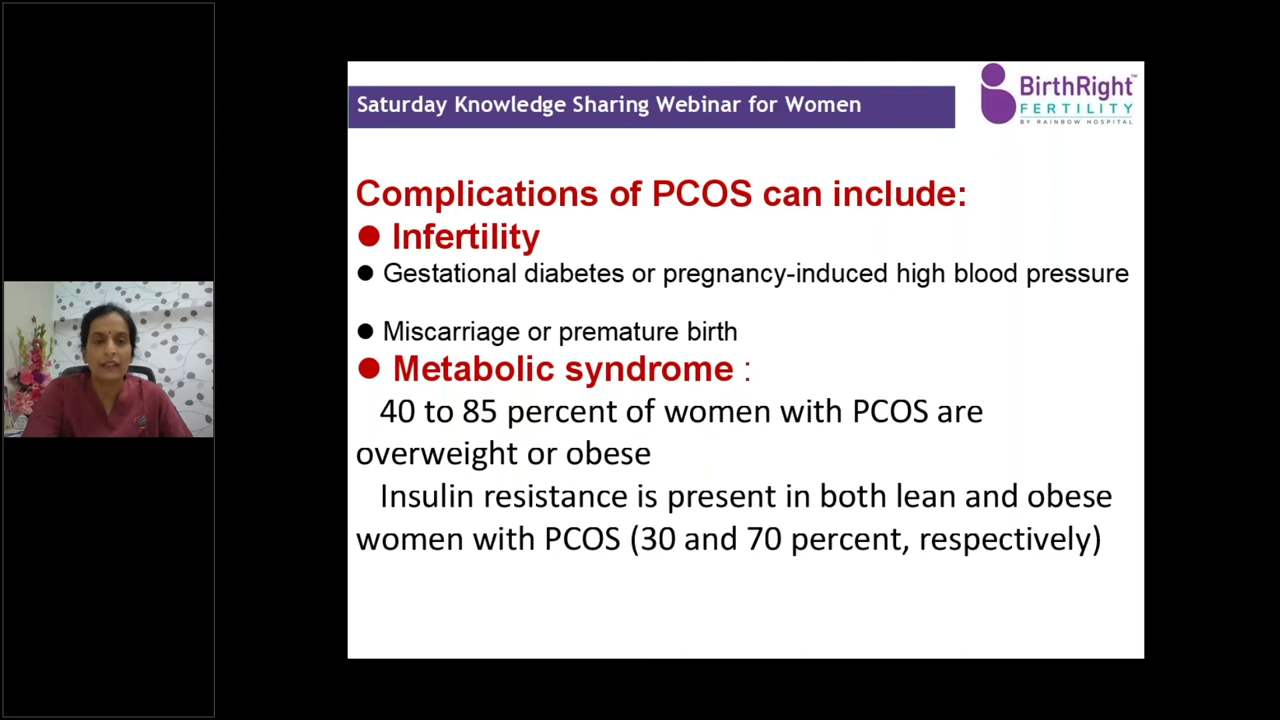 Saturday Knowledge Sharing Webinar for Women
BirthRight™
FERTILITY
BY RAINBOW HOSPITAL
Complications of PCOS can include:
● Infertility
● Gestational diabetes or pregnancy-induced high blood pressure
● Miscarriage or premature birth
● Metabolic syndrome :
40 to 85 percent of women with PCOS are
overweight or obese
Insulin resistance is present in both lean and obese
women with PCOS (30 and 70 percent, respectively)